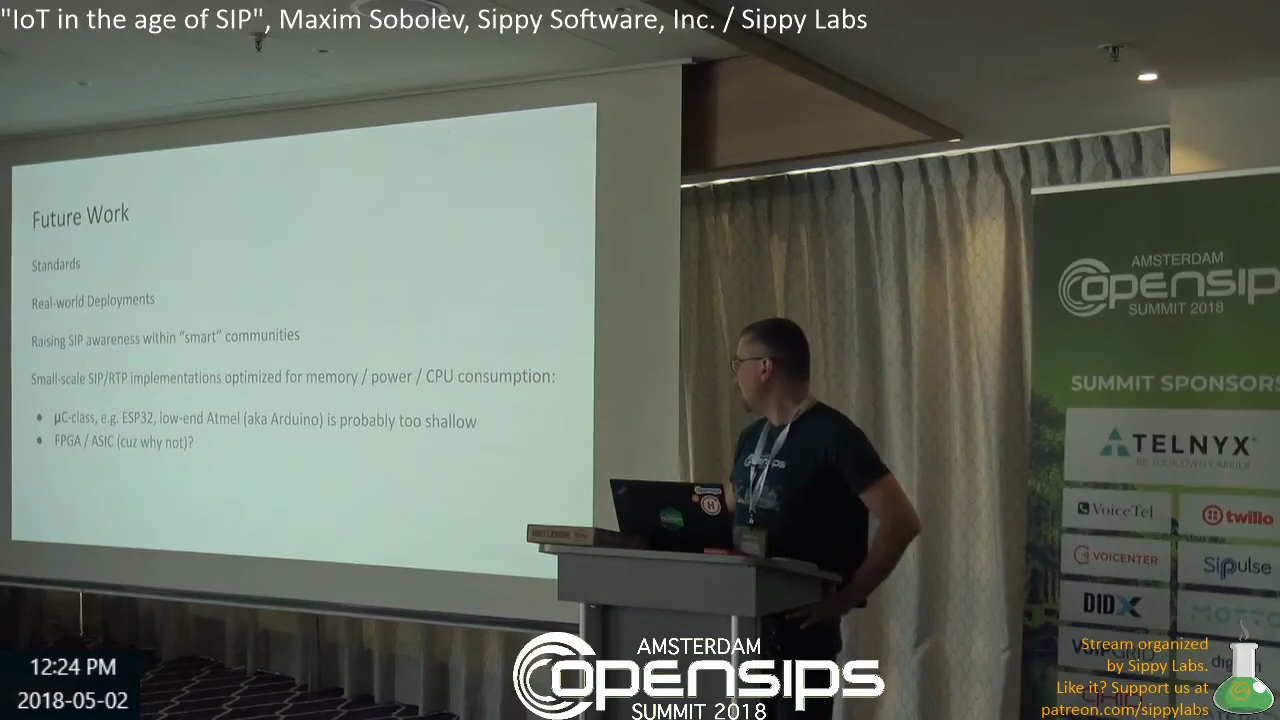 "IoT in the age of SIP", Maxim Sobolev, Sippy Software, Inc. / Sippy Labs
Future Work
Standards
Real-world Deployments
Raising SIP awareness within “smart” communities
Small-scale SIP/RTP implementations optimized for memory / power / CPU consumption:
• µC-class, e.g. ESP32, low-end Atmel (aka Arduino) is probably too shallow
• FPGA / ASIC (cuz why not)?
AMSTERDAM
OPENSIPS
SUMMIT 2018
SUMMIT SPONSORS
TELNYX
BE YOUR OWN CARRIER
VoiceTel
twilio
VOICENTER
Sipulse
DIDX
Stream organized
by Sippy Labs.
Like it? Support us at
patreon.com/sippylabs
12:24 PM
2018-05-02
AMSTERDAM
OPENSIPS
SUMMIT 2018